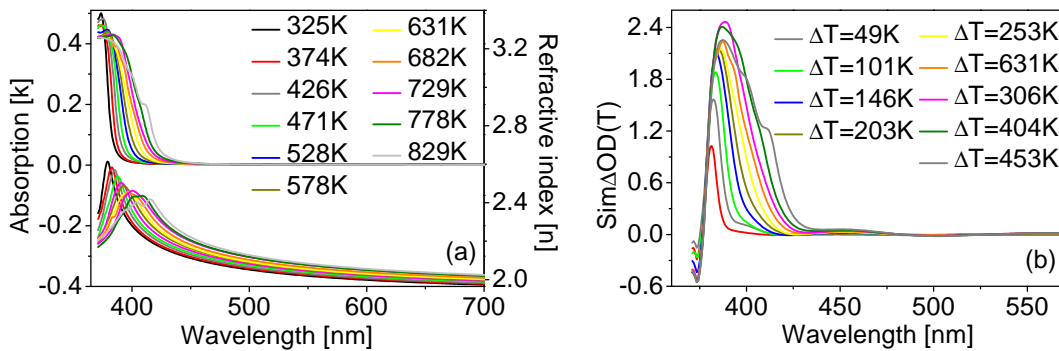 0.4
0.2
0.0
-0.2
-0.4
Absorption [k]
325K
374K
426K
471K
528K
578K
631K
682K
729K
778K
829K
3.2
2.8
2.4
2.0
Refractive index [n]
(a)
400
500
600
700
Wavelength [nm]
2.4
1.8
1.2
0.6
0.0
-0.6
SimΔOD(T)
ΔT=49K
ΔT=101K
ΔT=146K
ΔT=203K
ΔT=253K
ΔT=631K
ΔT=306K
ΔT=404K
ΔT=453K
(b)
400
450
500
550
Wavelength [nm]